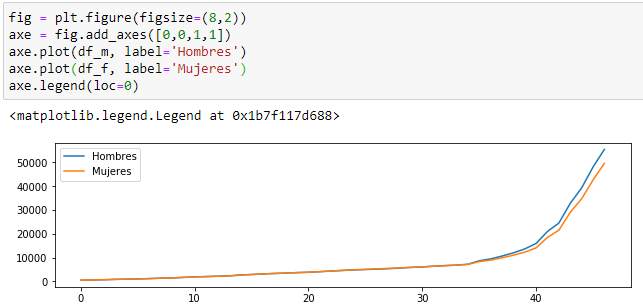 fig = plt.figure(figsize=(8,2))
axe = fig.add_axes([0,0,1,1])
axe.plot(df_m, label='Hombres')
axe.plot(df_f, label='Mujeres')
axe.legend(loc=0)
<matplotlib.legend.Legend at 0x1b7f117d688>
Hombres
Mujeres
50000
40000
30000
20000
10000
0
0 10 20 30 40